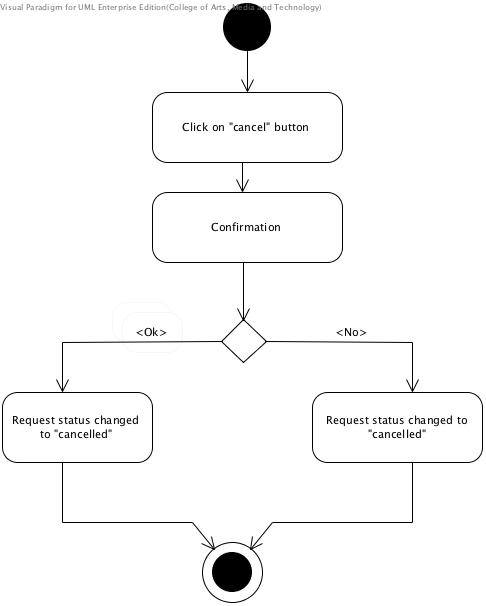 Visual Paradigm for UML Enterprise Edition(College of Arts, Media and Technology)
Click on "cancel" button
Confirmation
<Ok>
<No>
Request status changed
to "cancelled"
Request status changed to
"cancelled"